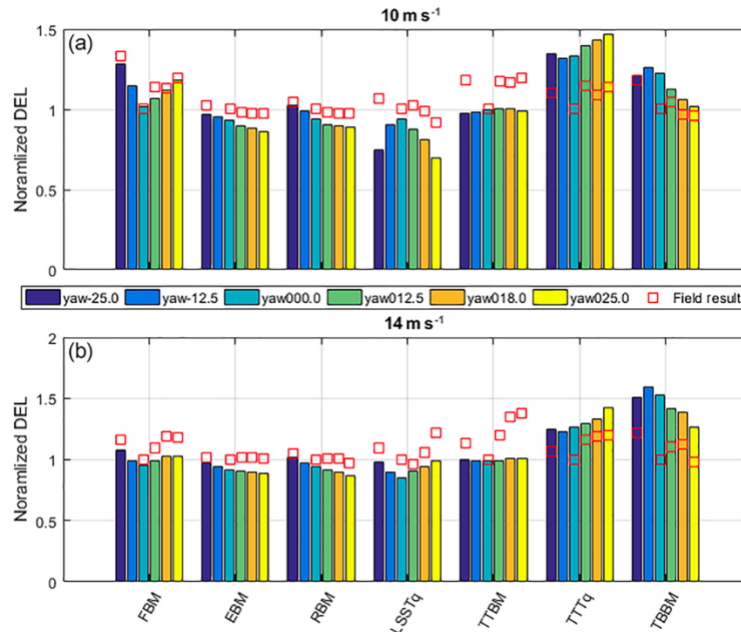 10 m s⁻¹
(a)
1.5
1
0.5
0
Noramlized DEL
yaw-25.0 yaw-12.5 yaw000.0 yaw012.5 yaw018.0 yaw025.0 Field result
14 m s⁻¹
(b)
2
1.5
1
0.5
0
Noramlized DEL
FBM EBM RBM LSSTq TTBM TTTq TBBM